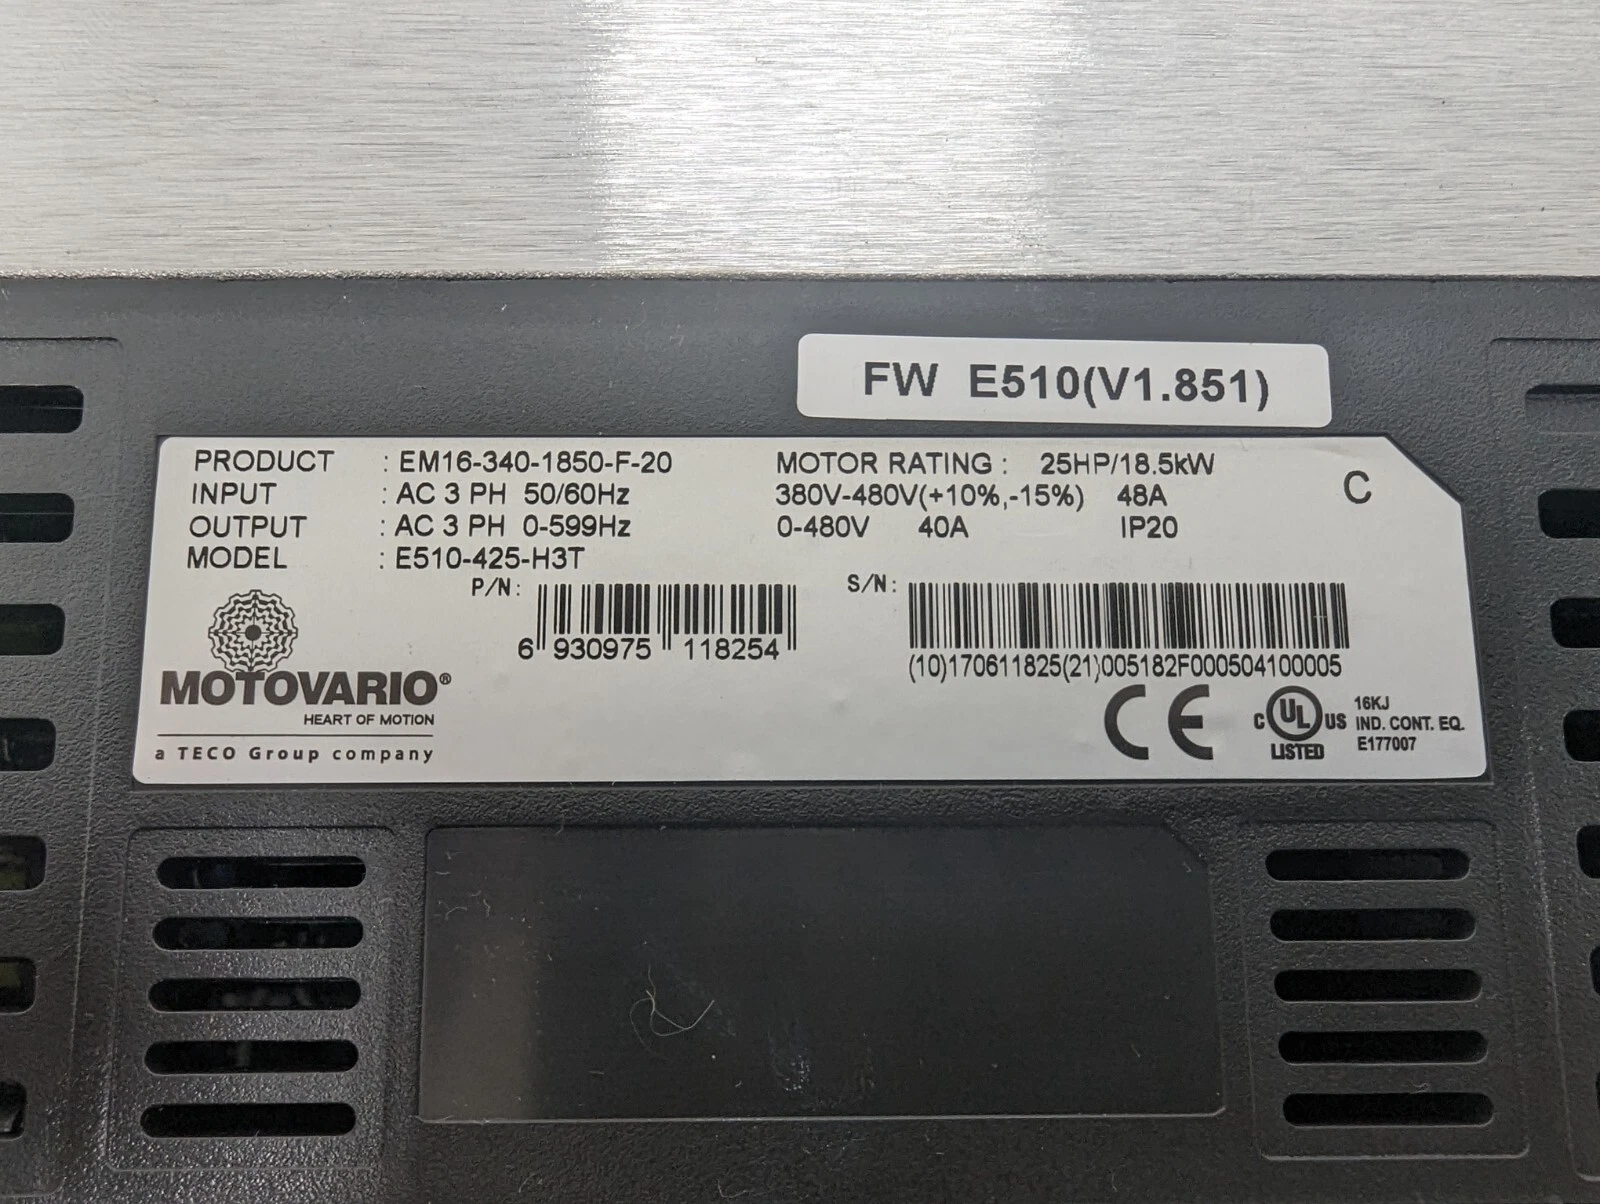 FW E510(V1.851)
PRODUCT : EM16-340-1850-F-20 MOTOR RATING : 25HP/18.5kW
INPUT : AC 3 PH 50/60Hz 380V-480V(+10%,-15%) 48A C
OUTPUT : AC 3 PH 0-599Hz 0-480V 40A IP20
MODEL : E510-425-H3T
P/N: 6 930975 118254
S/N: (10)170611825(21)005182F000504100005
MOTOVARIO®
HEART OF MOTION
a TECO Group company
CE
C UL US
LISTED
16KJ
IND. CONT. EQ.
E177007